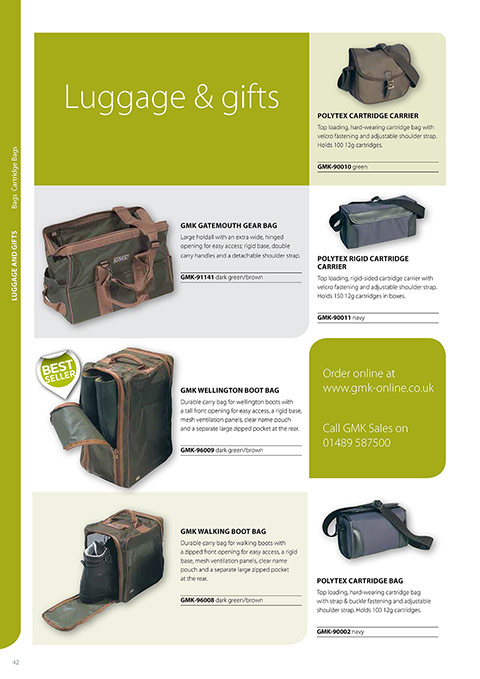 Luggage & gifts
POLYTEX CARTRIDGE CARRIER
Top loading, hard-wearing cartridge bag with
velcro fastening and adjustable shoulder strap.
Holds 100 12g cartridges.
GMK-90010 green
LUGGAGE AND GIFTS Bags Cartridge Bags
GMK GATEMOUTH GEAR BAG
Large holdall with an extra wide, hinged
opening for easy access; rigid base, double
carry handles and a detachable shoulder strap.
GMK-91141 dark green/brown
POLYTEX RIGID CARTRIDGE
CARRIER
Top loading, rigid-sided cartridge carrier with
velcro fastening and adjustable shoulder strap.
Holds 150 12g cartridges in boxes.
GMK-90011 navy
BEST
SELLER
GMK WELLINGTON BOOT BAG
Durable carry bag for wellington boots with
a tall front opening for easy access, a rigid base,
mesh ventilation panels, clear name pouch
and a separate large zipped pocket at the rear.
GMK-96009 dark green/brown
Order online at
www.gmk-online.co.uk
Call GMK Sales on
01489 587500
GMK WALKING BOOT BAG
Durable carry bag for walking boots with
a zipped front opening for easy access, a rigid
base, mesh ventilation panels, clear name
pouch and a separate large zipped pocket
at the rear.
GMK-96008 dark green/brown
POLYTEX CARTRIDGE BAG
Top loading, hard-wearing cartridge bag
with strap & buckle fastening and adjustable
shoulder strap. Holds 100 12g cartridges.
GMK-90002 navy
42